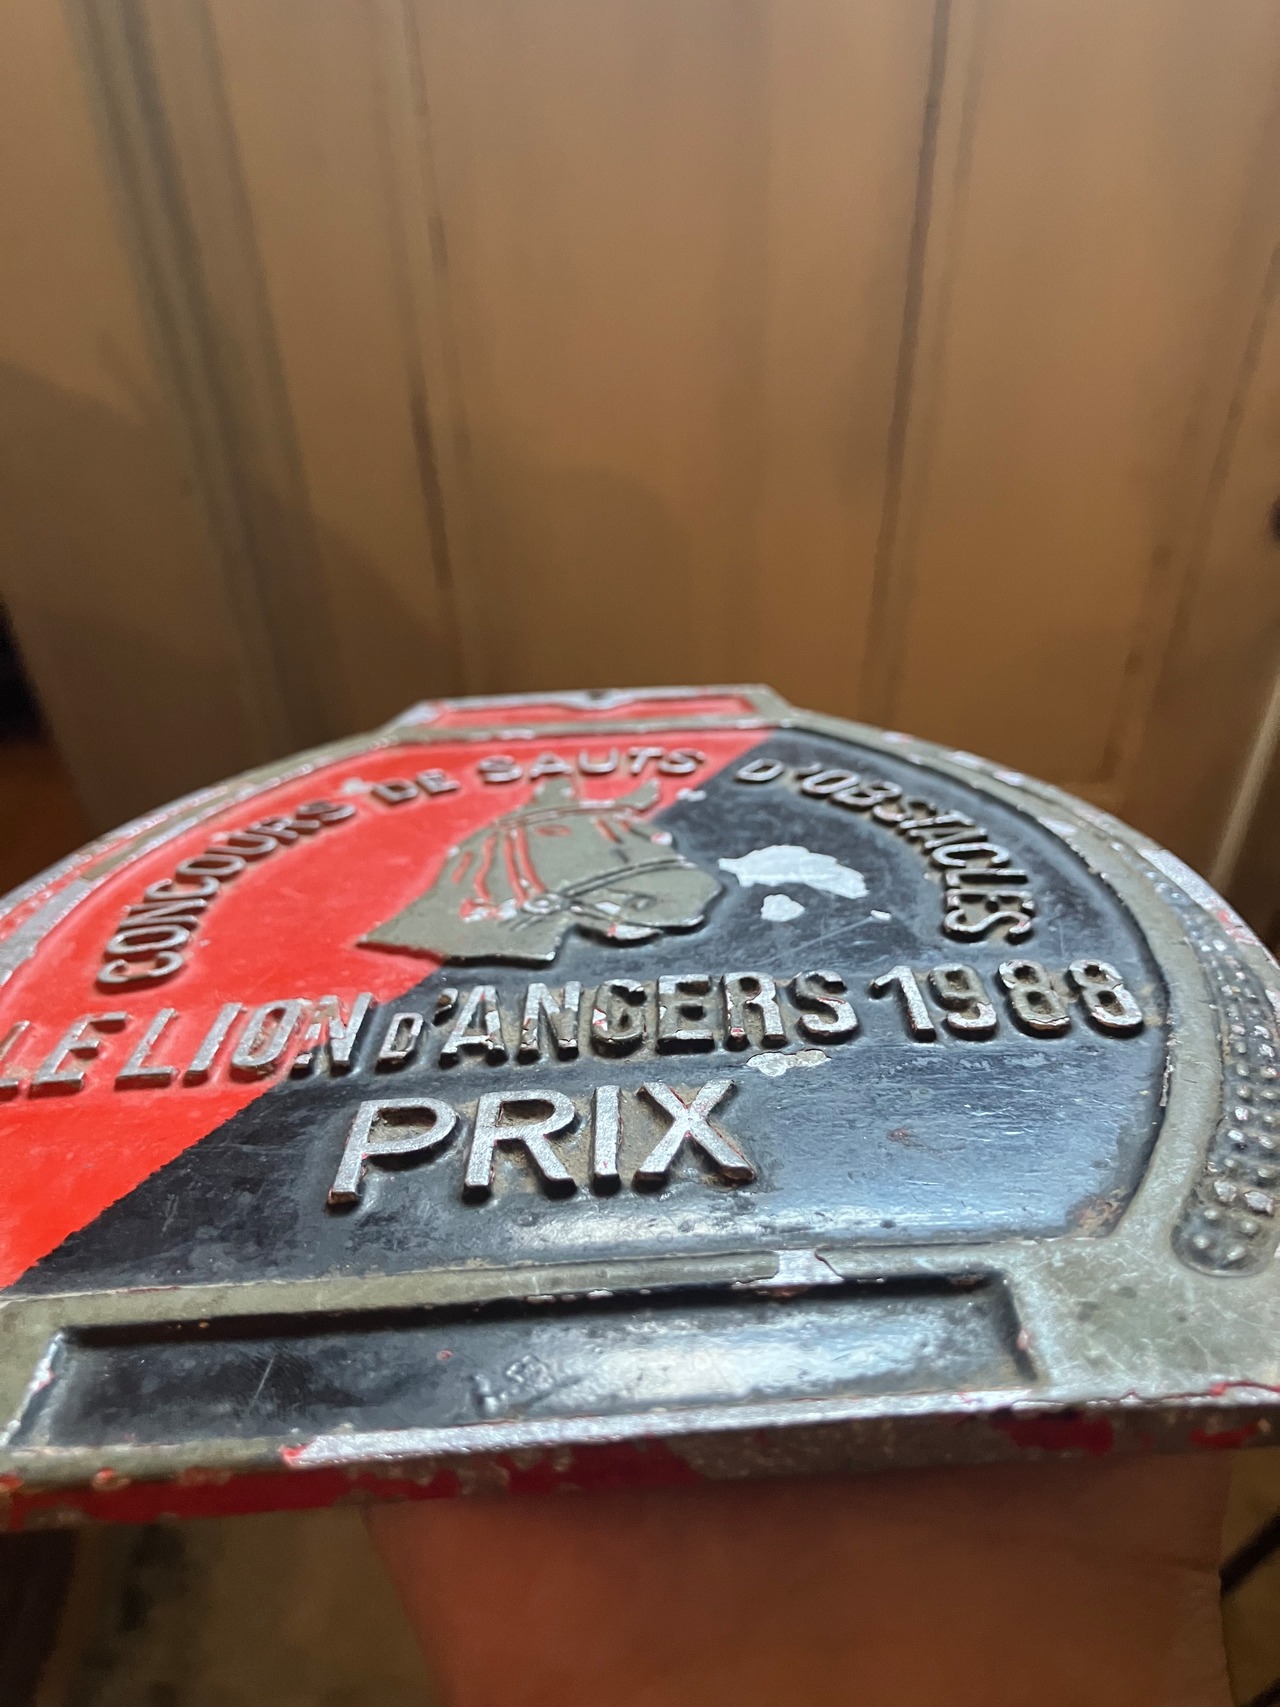 CONCOURS DE SAUTS D'OBSTACLES
LE LION D'ANGERS 1988
PRIX